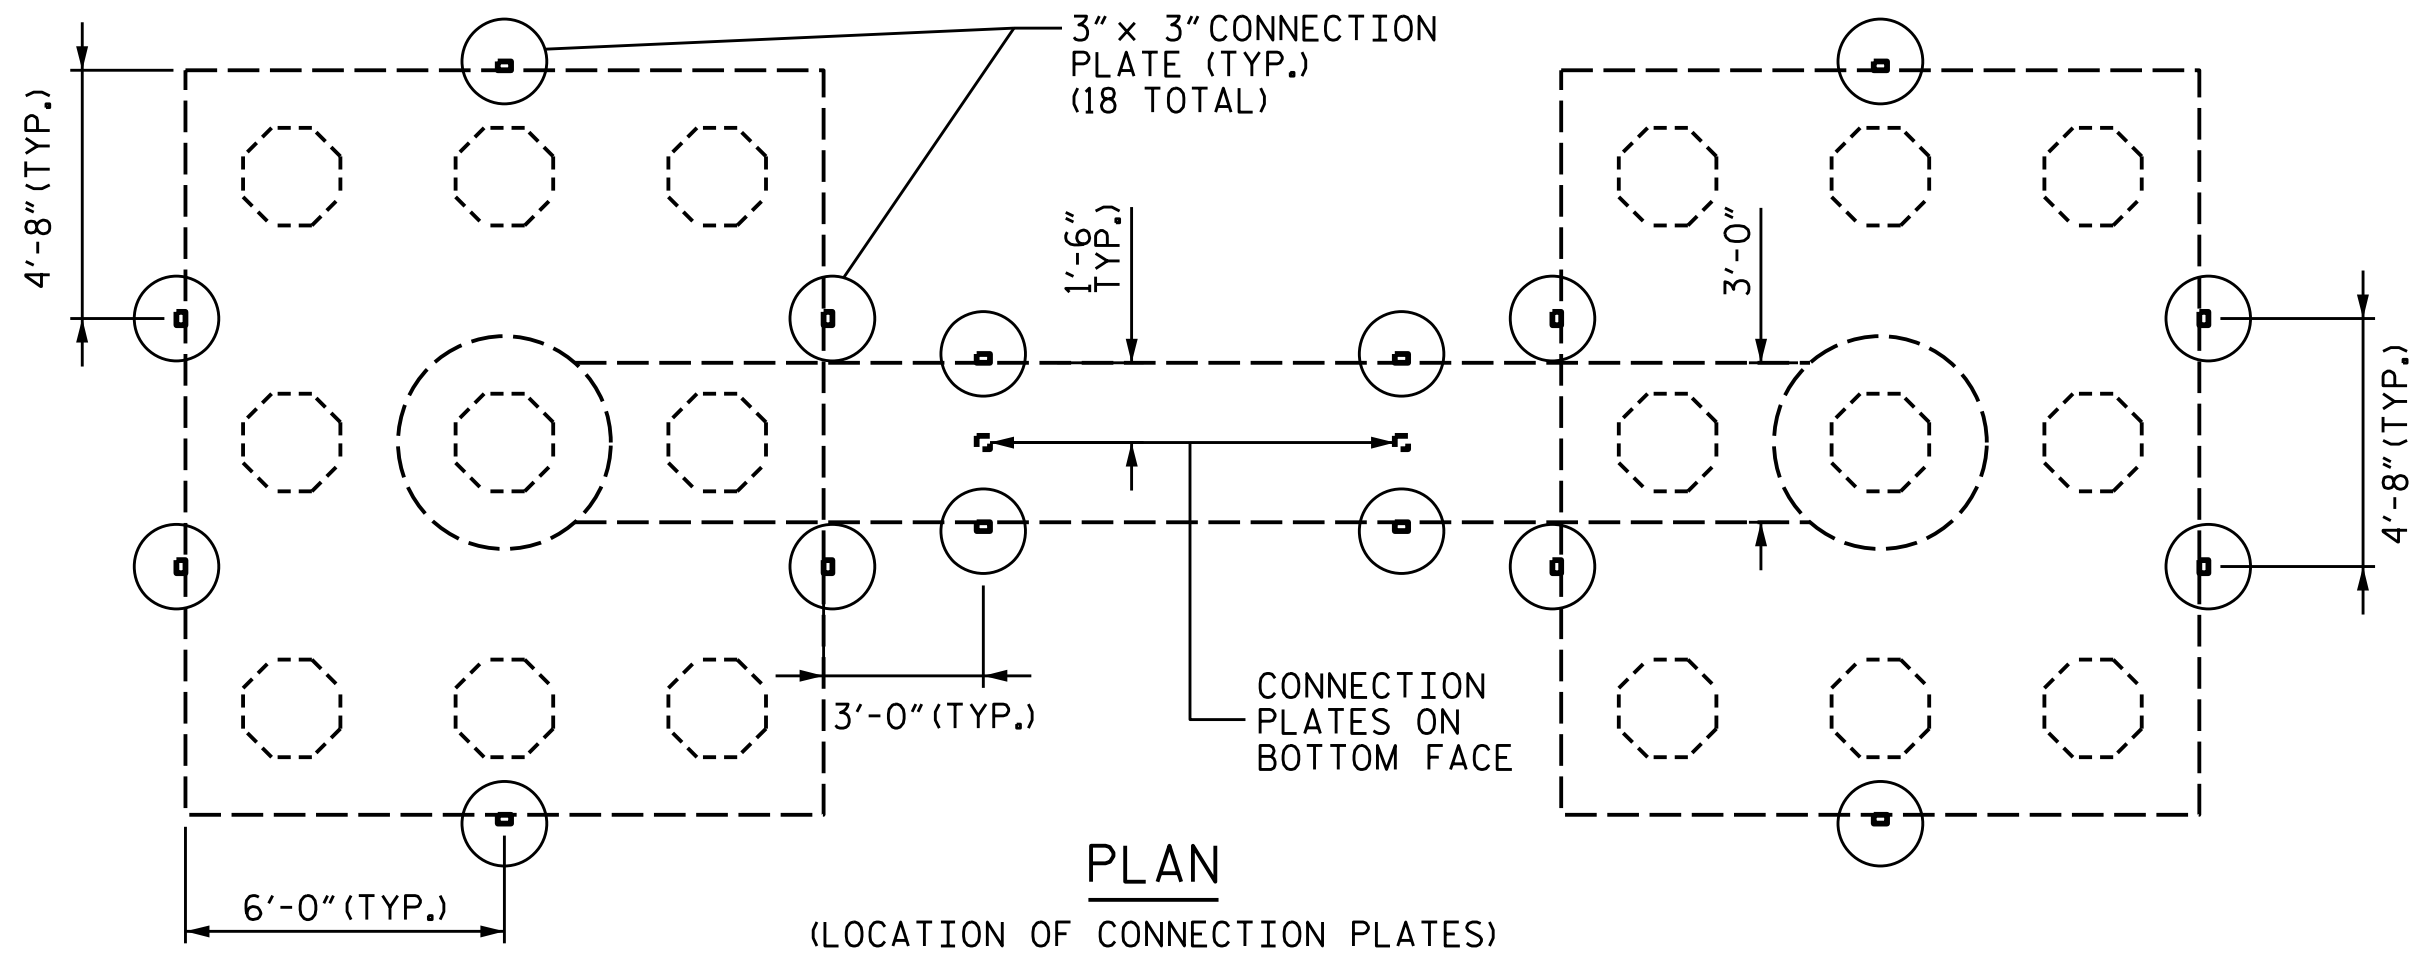 3"x 3"CONNECTION
PLATE (TYP.)
(18 TOTAL)
4'-8"(TYP.)
1'-6"
TYP.)
3'-0"
4'-8"(TYP.)
3'-0"(TYP.)
CONNECTION
PLATES ON
BOTTOM FACE
6'-0"(TYP.)
PLAN
(LOCATION OF CONNECTION PLATES)